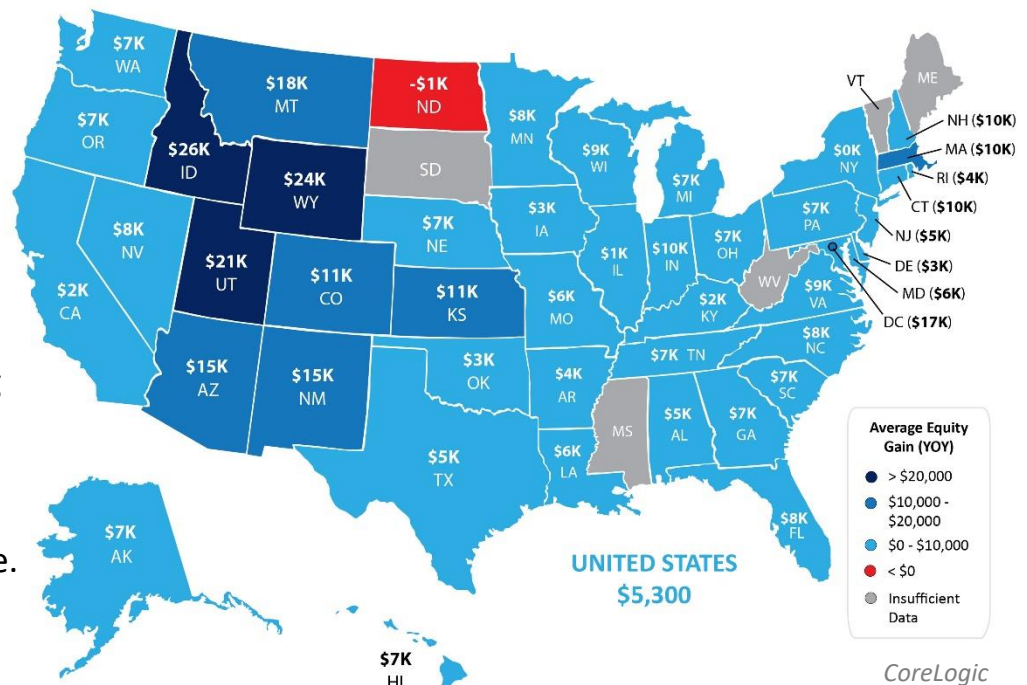 $7K
WA
$7K
OR
$2K
CA
$8K
NV
$26K
ID
$18K
MT
$24K
WY
$21K
UT
$11K
CO
$15K
AZ
$15K
NM
-$1K
ND
SD
$7K
NE
$11K
KS
$3K
OK
$5K
TX
$8K
MN
$3K
IA
$6K
MO
$4K
AR
$6K
LA
$9K
WI
$1K
IL
$7K
MI
$10K
IN
$7K
OH
$2K
KY
$7K TN
MS
$5K
AL
$7K
GA
$8K
FL
$7K
SC
$8K
NC
$9K
VA
WV
$7K
PA
$0K
NY
VT
ME
NH ($10K)
MA ($10K)
RI ($4K)
CT ($10K)
NJ ($5K)
DE ($3K)
MD ($6K)
DC ($17K)
$7K
AK
$7K
HI
e.
UNITED STATES
$5,300
Average Equity
Gain (YOY)
> $20,000
$10,000 -
$20,000
$0 - $10,000
< $0
Insufficient
Data
CoreLogic